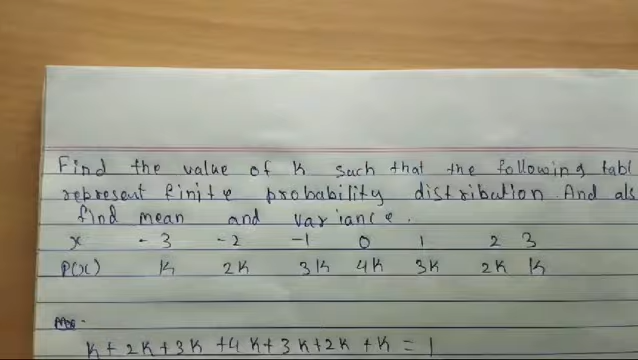 Find the value of K such that the following tabl
represent finite probability distribution. And als
find mean and variance.
x -3 -2 -1 0 1 2 3
P(x) K 2K 3K 4K 3K 2K K
K + 2K + 3K + 4K + 3K + 2K + K = 1